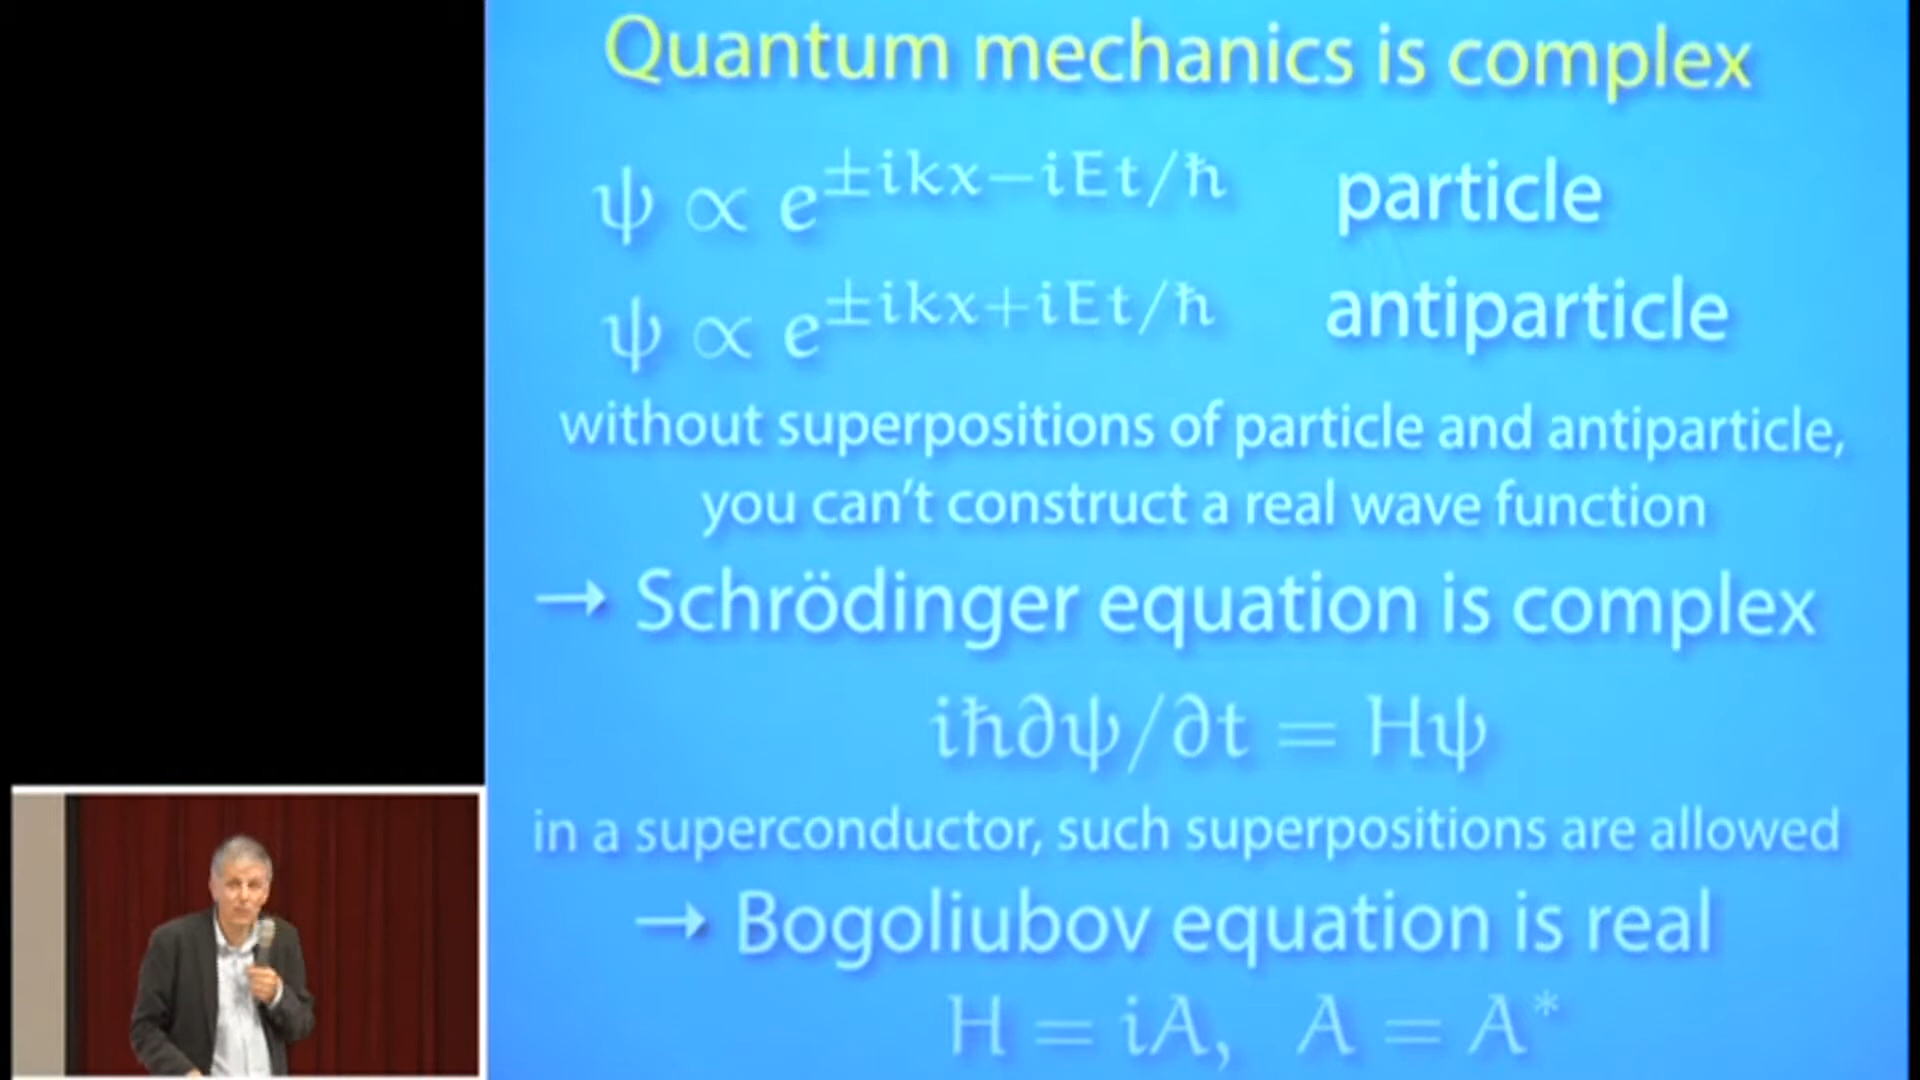 Quantum mechanics is complex
ψ ∝ e^{±ikx−iEt/ħ} particle
ψ ∝ e^{±ikx+iEt/ħ} antiparticle
without superpositions of particle and antiparticle,
you can't construct a real wave function
→ Schrödinger equation is complex
iħ∂ψ/∂t = Hψ
in a superconductor, such superpositions are allowed
→ Bogoliubov equation is real
H = iA, A = A*